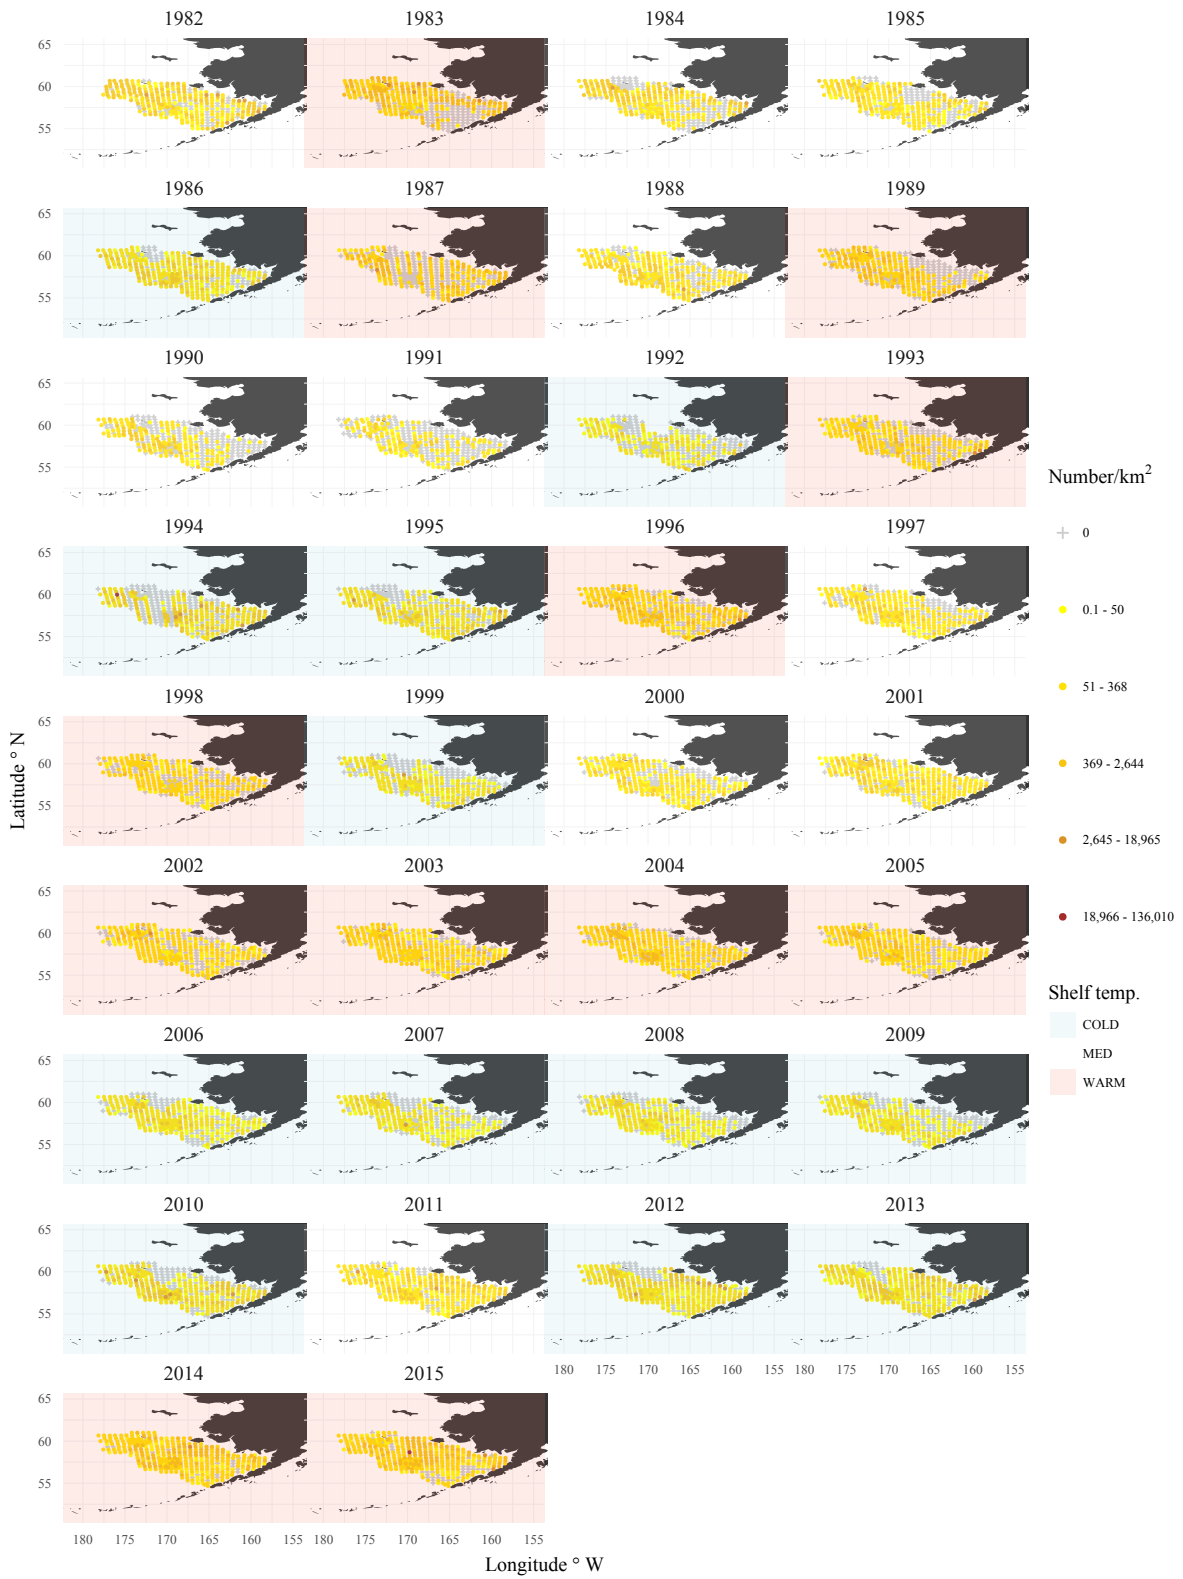 1982 1983 1984 1985
65
60
55
1986 1987 1988 1989
65
60
55
1990 1991 1992 1993
65
60
55
Number/km²
1994 1995 1996 1997
0
65
60
55
0.1 - 50
51 - 368
1998 1999 2000 2001
65
60
55
369 - 2,644
Latitude ° N
2,645 - 18,965
2002 2003 2004 2005
65
60
55
18,966 - 136,010
Shelf temp.
COLD
MED
WARM
2006 2007 2008 2009
65
60
55
2010 2011 2012 2013
65
60
55
180 175 170 165 160 155 180 175 170 165 160 155
2014 2015
65
60
55
180 175 170 165 160 155 180 175 170 165 160 155
Longitude ° W